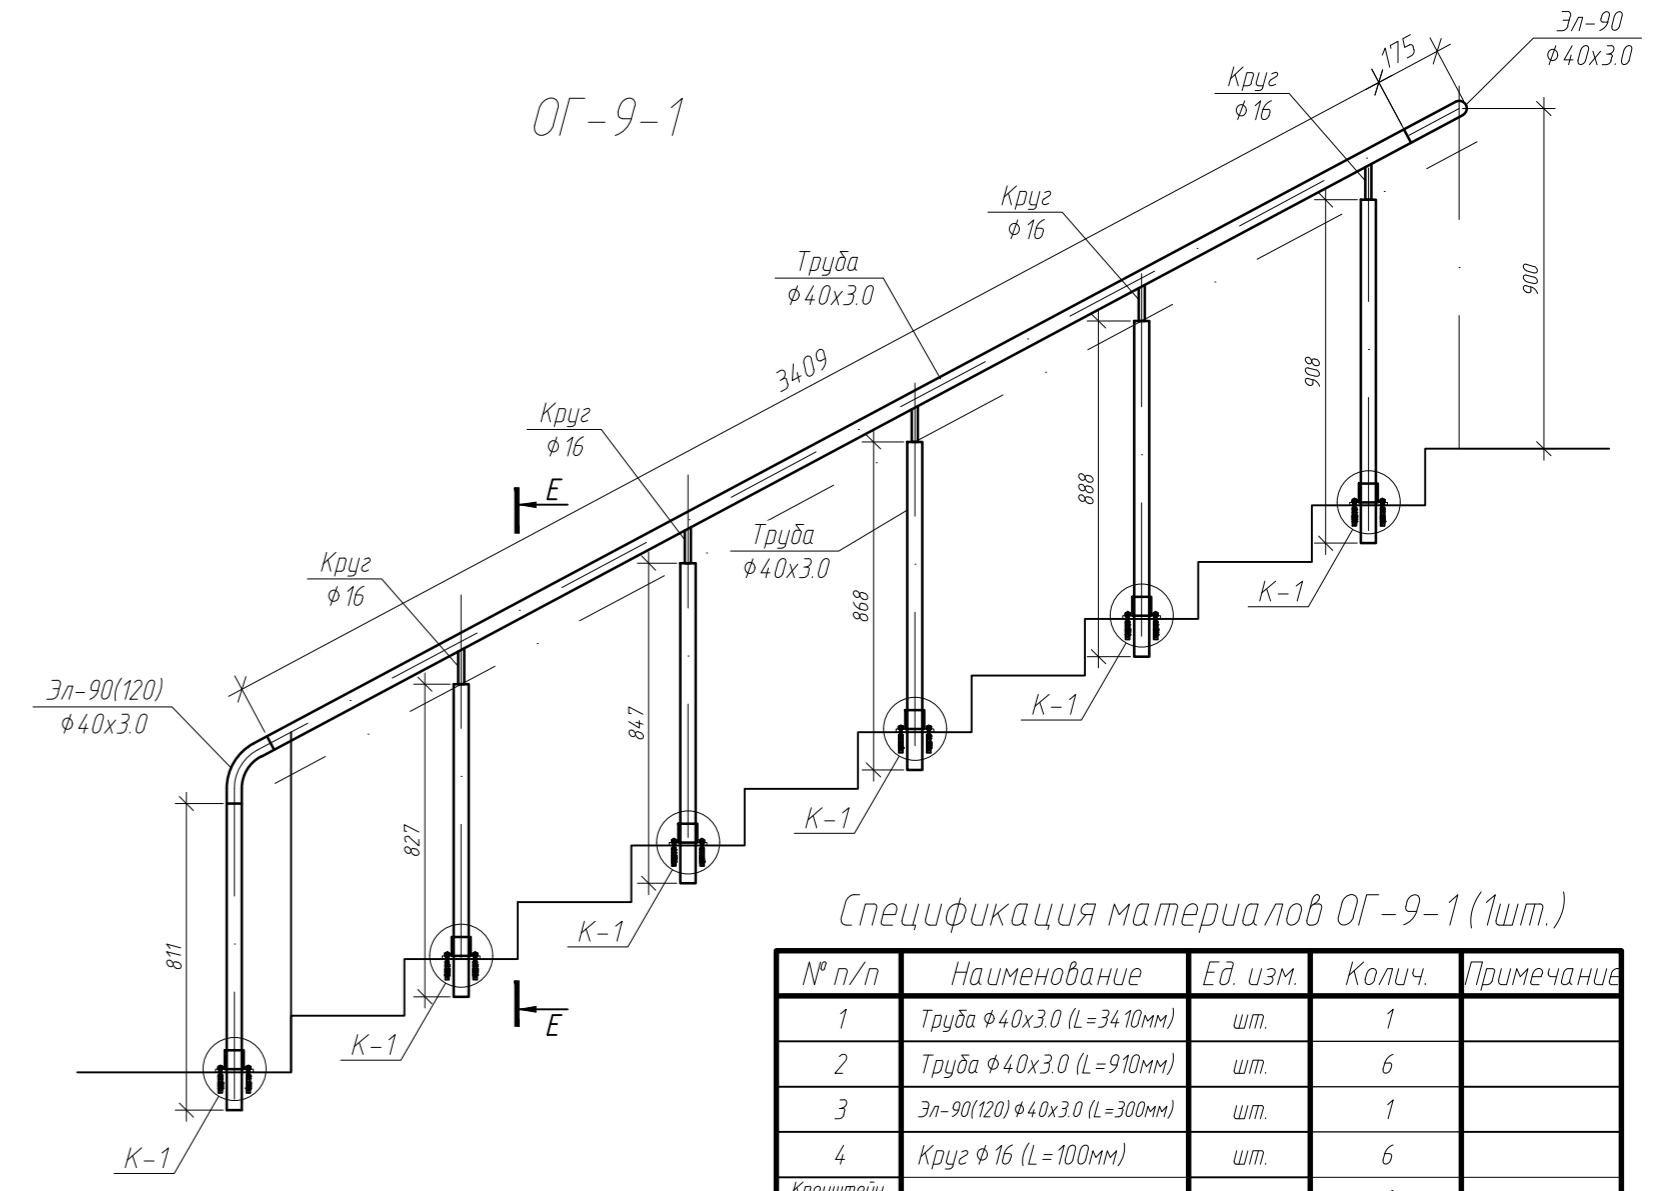 ОГ-9-1
175
Эл-90
ф40х3.0
Круг
ф16
Круг
ф16
Труба
ф40х3.0
900
3409
908
Круг
ф16
888
Е
Труба
ф40х3.0
Круг
ф16
868
К-1
Эл-90(120)
ф40х3.0
847
К-1
827
К-1
811
К-1
Е
К-1
К-1
Спецификация материалов ОГ-9-1 (1шт.)
№ п/п Наименование Ед. изм. Колич. Примечание
1 Труба ф40х3.0 (L=3410мм) шт. 1
2 Труба ф40х3.0 (L=910мм) шт. 6
3 Эл-90(120) ф40х3.0 (L=300мм) шт. 1
4 Круг ф16 (L=100мм) шт. 6
Кронштейн